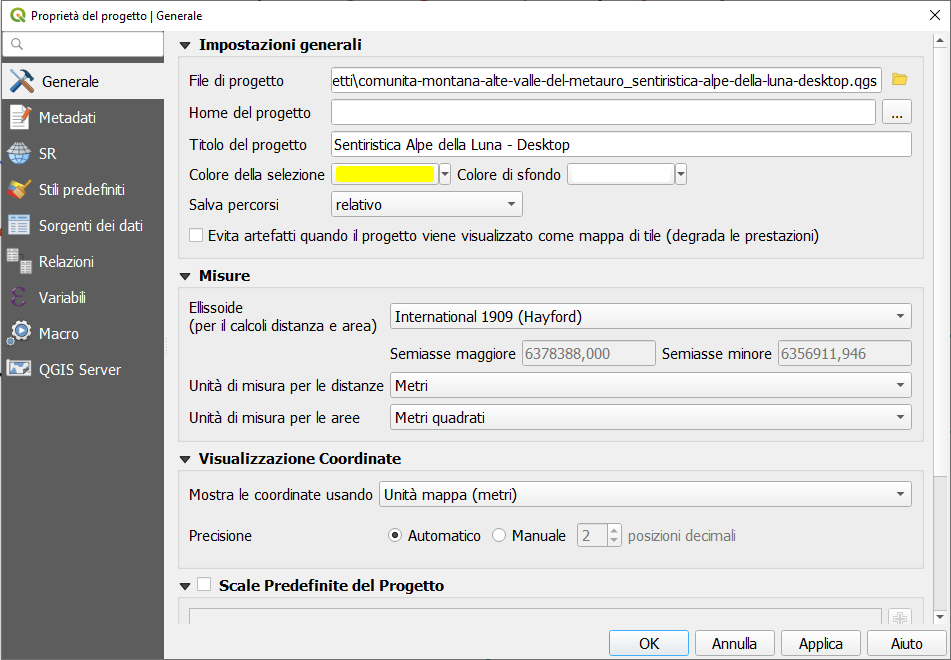 Proprietà del progetto | Generale
Generale
Metadati
SR
Stili predefiniti
Sorgenti dei dati
Relazioni
Variabili
Macro
QGIS Server
Impostazioni generali
File di progetto etti\comunita-montana-alte-valle-del-metauro_sentiristica-alpe-della-luna-desktop.qgs
Home del progetto ...
Titolo del progetto Sentiristica Alpe della Luna - Desktop
Colore della selezione Colore di sfondo
Salva percorsi relativo
Evita artefatti quando il progetto viene visualizzato come mappa di tile (degrada le prestazioni)
Misure
Ellissoide
(per il calcoli distanza e area) International 1909 (Hayford)
Semiasse maggiore 6378388,000 Semiasse minore 6356911,946
Unità di misura per le distanze Metri
Unità di misura per le aree Metri quadrati
Visualizzazione Coordinate
Mostra le coordinate usando Unità mappa (metri)
Precisione Automatico Manuale 2 posizioni decimali
Scale Predefinite del Progetto
OK Annulla Applica Aiuto